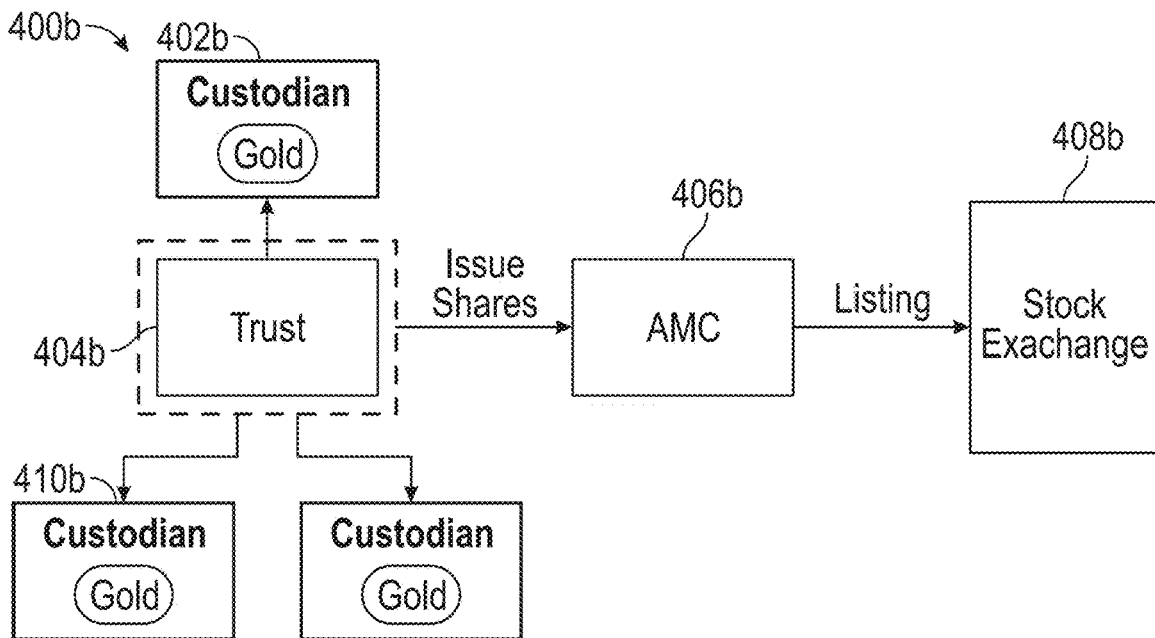 400b
402b
Custodian
Gold
408b
406b
Issue
Shares
Trust
404b
AMC
Listing
Stock
Exachange
410b
Custodian
Gold
Custodian
Gold